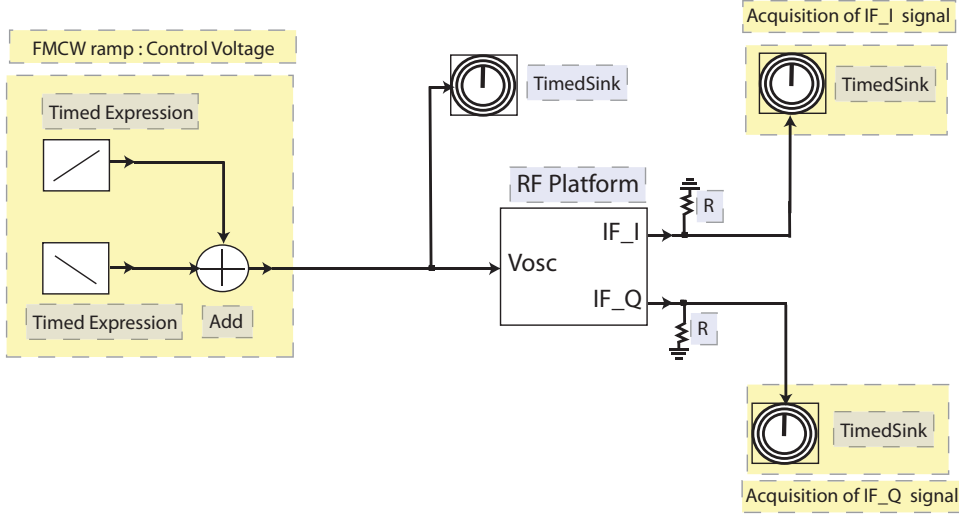 Acquisition of IF_I signal
FMCW ramp : Control Voltage
TimedSink
TimedSink
Timed Expression
RF Platform
R
IF_I
Vosc
IF_Q
Timed Expression
Add
R
TimedSink
Acquisition of IF_Q signal